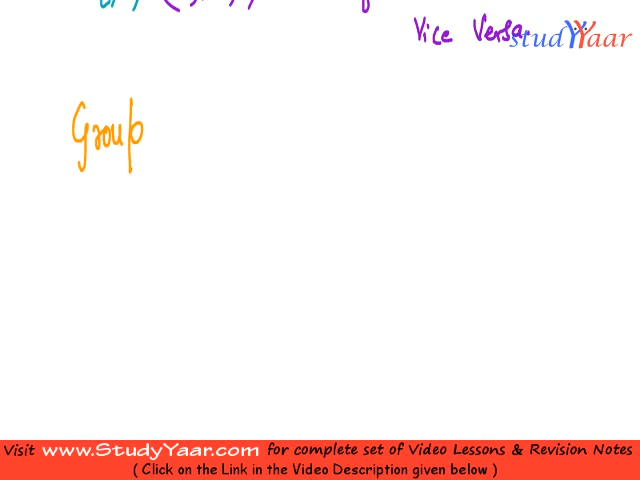 Vice Versa
studYYaar
Group
Visit www.StudyYaar.com for complete set of Video Lessons & Revision Notes
( Click on the Link in the Video Description given below )